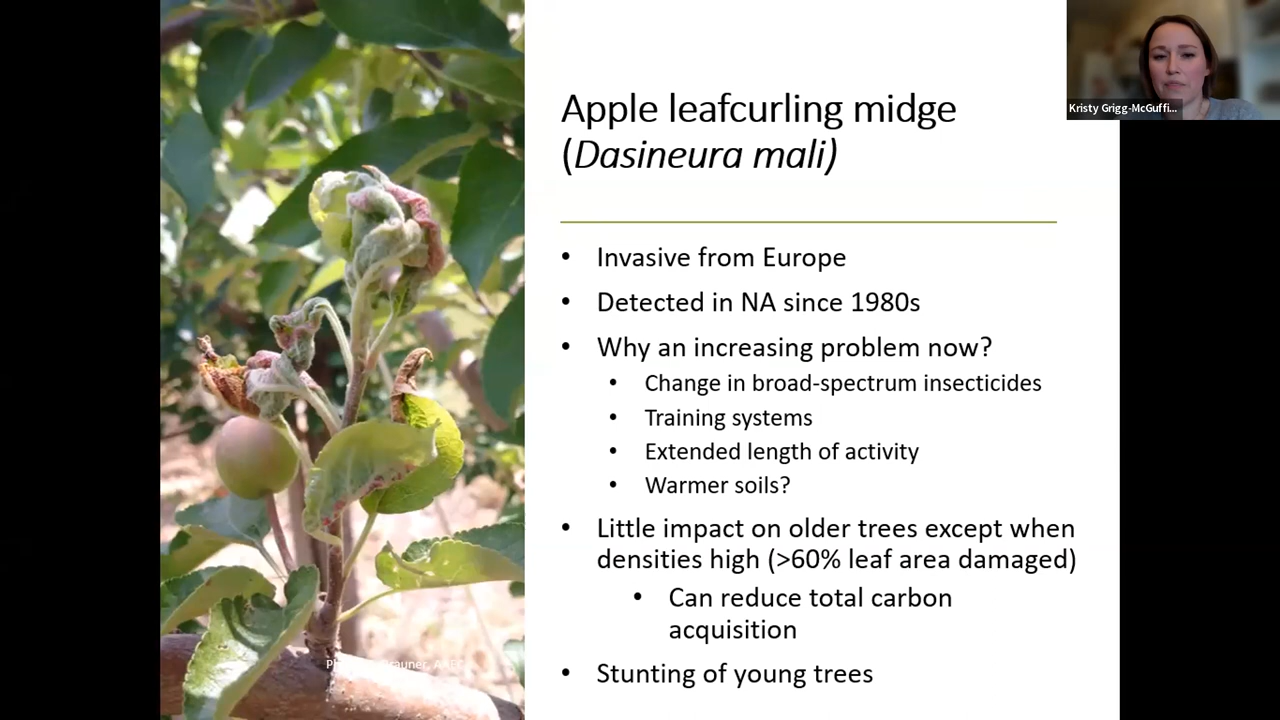 Apple leafcurling midge
(Dasineura mali)
Kristy Grigg-McGuffi...
• Invasive from Europe
• Detected in NA since 1980s
• Why an increasing problem now?
• Change in broad-spectrum insecticides
• Training systems
• Extended length of activity
• Warmer soils?
• Little impact on older trees except when
densities high (>60% leaf area damaged)
• Can reduce total carbon
acquisition
• Stunting of young trees